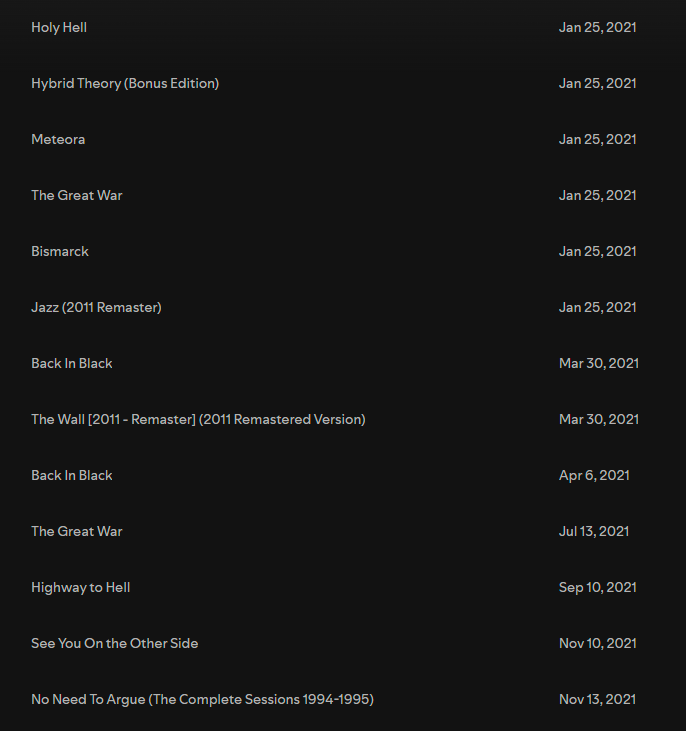 Holy Hell Jan 25, 2021
Hybrid Theory (Bonus Edition) Jan 25, 2021
Meteora Jan 25, 2021
The Great War Jan 25, 2021
Bismarck Jan 25, 2021
Jazz (2011 Remaster) Jan 25, 2021
Back In Black Mar 30, 2021
The Wall [2011 - Remaster] (2011 Remastered Version) Mar 30, 2021
Back In Black Apr 6, 2021
The Great War Jul 13, 2021
Highway to Hell Sep 10, 2021
See You On the Other Side Nov 10, 2021
No Need To Argue (The Complete Sessions 1994-1995) Nov 13, 2021